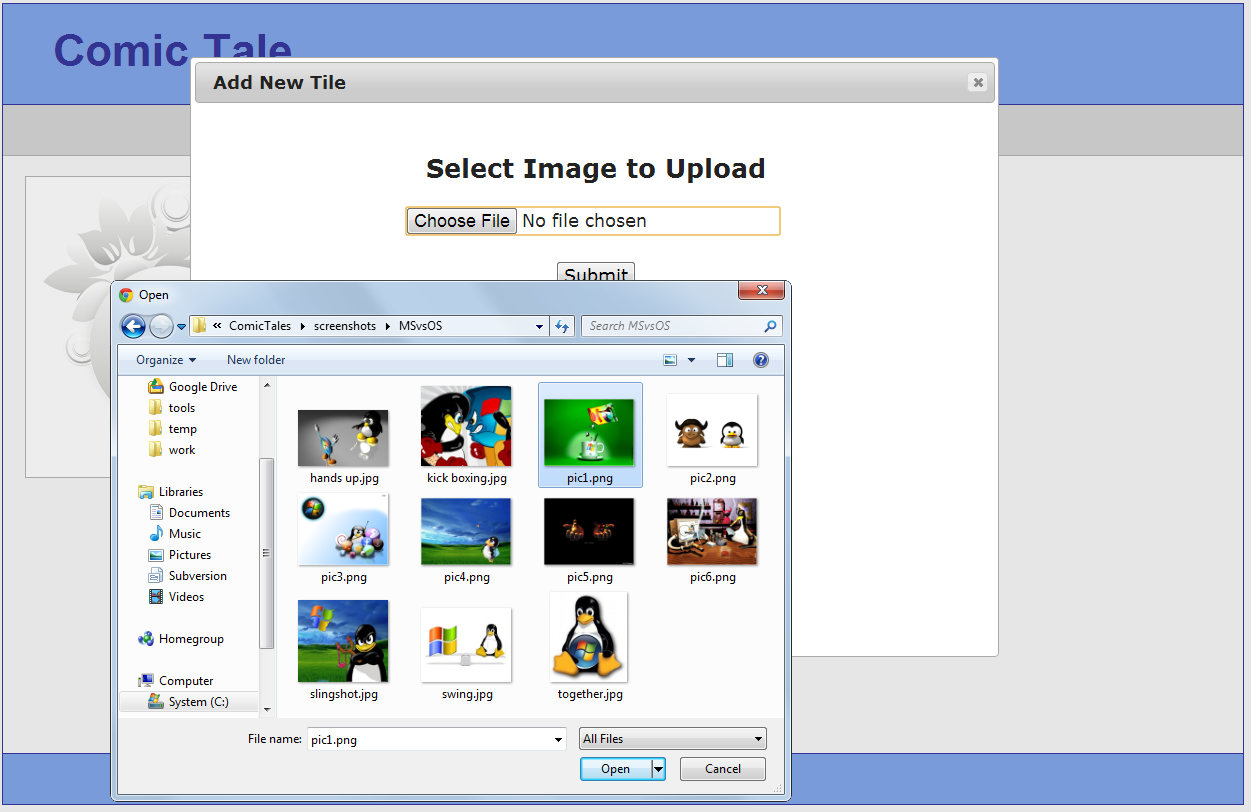 Comic Tale
Add New Tile
Select Image to Upload
Choose File No file chosen
Submit
Open
« ComicTales screenshots MSvsOS Search MSvsOS
Organize New folder
Google Drive
tools
temp
work
Libraries
Documents
Music
Pictures
Subversion
Videos
Homegroup
Computer
System (C:)
hands up.jpg kick boxing.jpg pic1.png pic2.png
pic3.png pic4.png pic5.png pic6.png
slingshot.jpg swing.jpg together.jpg
File name: pic1.png All Files
Open Cancel